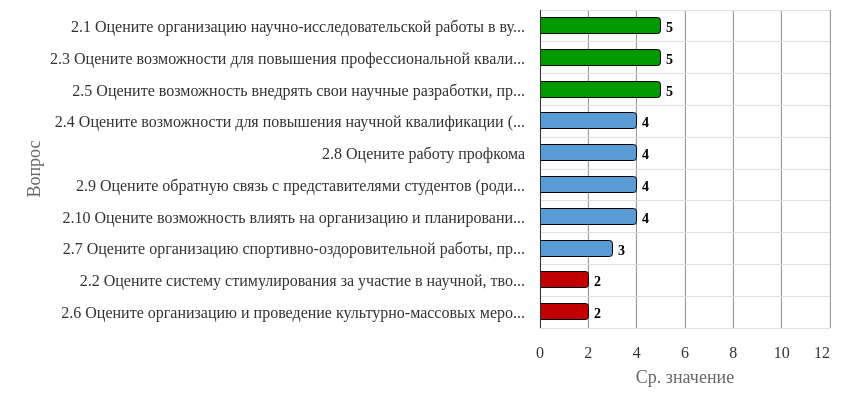 2.1 Оцените организацию научно-исследовательской работы в ву... 5
2.3 Оцените возможности для повышения профессиональной квали... 5
2.5 Оцените возможность внедрять свои научные разработки, пр... 5
2.4 Оцените возможности для повышения научной квалификации (... 4
2.8 Оцените работу профкома 4
2.9 Оцените обратную связь с представителями студентов (роди... 4
2.10 Оцените возможность влиять на организацию и планировани... 4
2.7 Оцените организацию спортивно-оздоровительной работы, пр... 3
2.2 Оцените систему стимулирования за участие в научной, тво... 2
2.6 Оцените организацию и проведение культурно-массовых меро... 2
Вопрос
0 2 4 6 8 10 12
Ср. значение